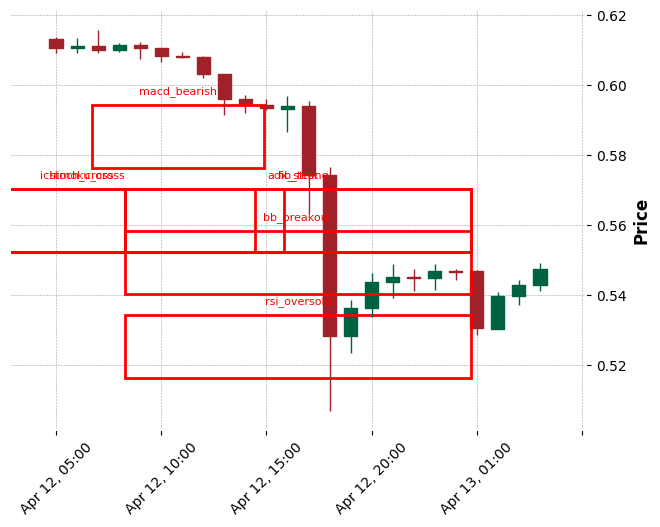 0.62
0.60
macd_bearish
0.58
0.56
bb_breakout
0.54
rsi_oversold
0.52
Price
Apr 12, 05:00
Apr 12, 10:00
Apr 12, 15:00
Apr 12, 20:00
Apr 13, 01:00